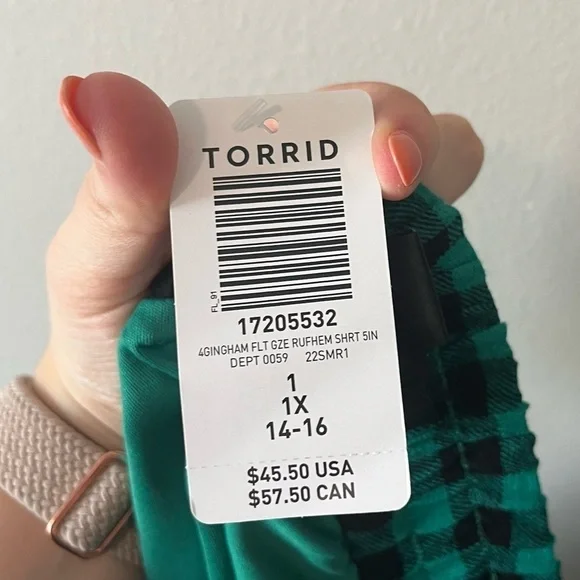 TORRID
FL_91
17205532
4GINGHAM FLT GZE RUFHEM SHRT 5IN
DEPT 0059 22SMR1
1
1X
14-16
$45.50 USA
$57.50 CAN